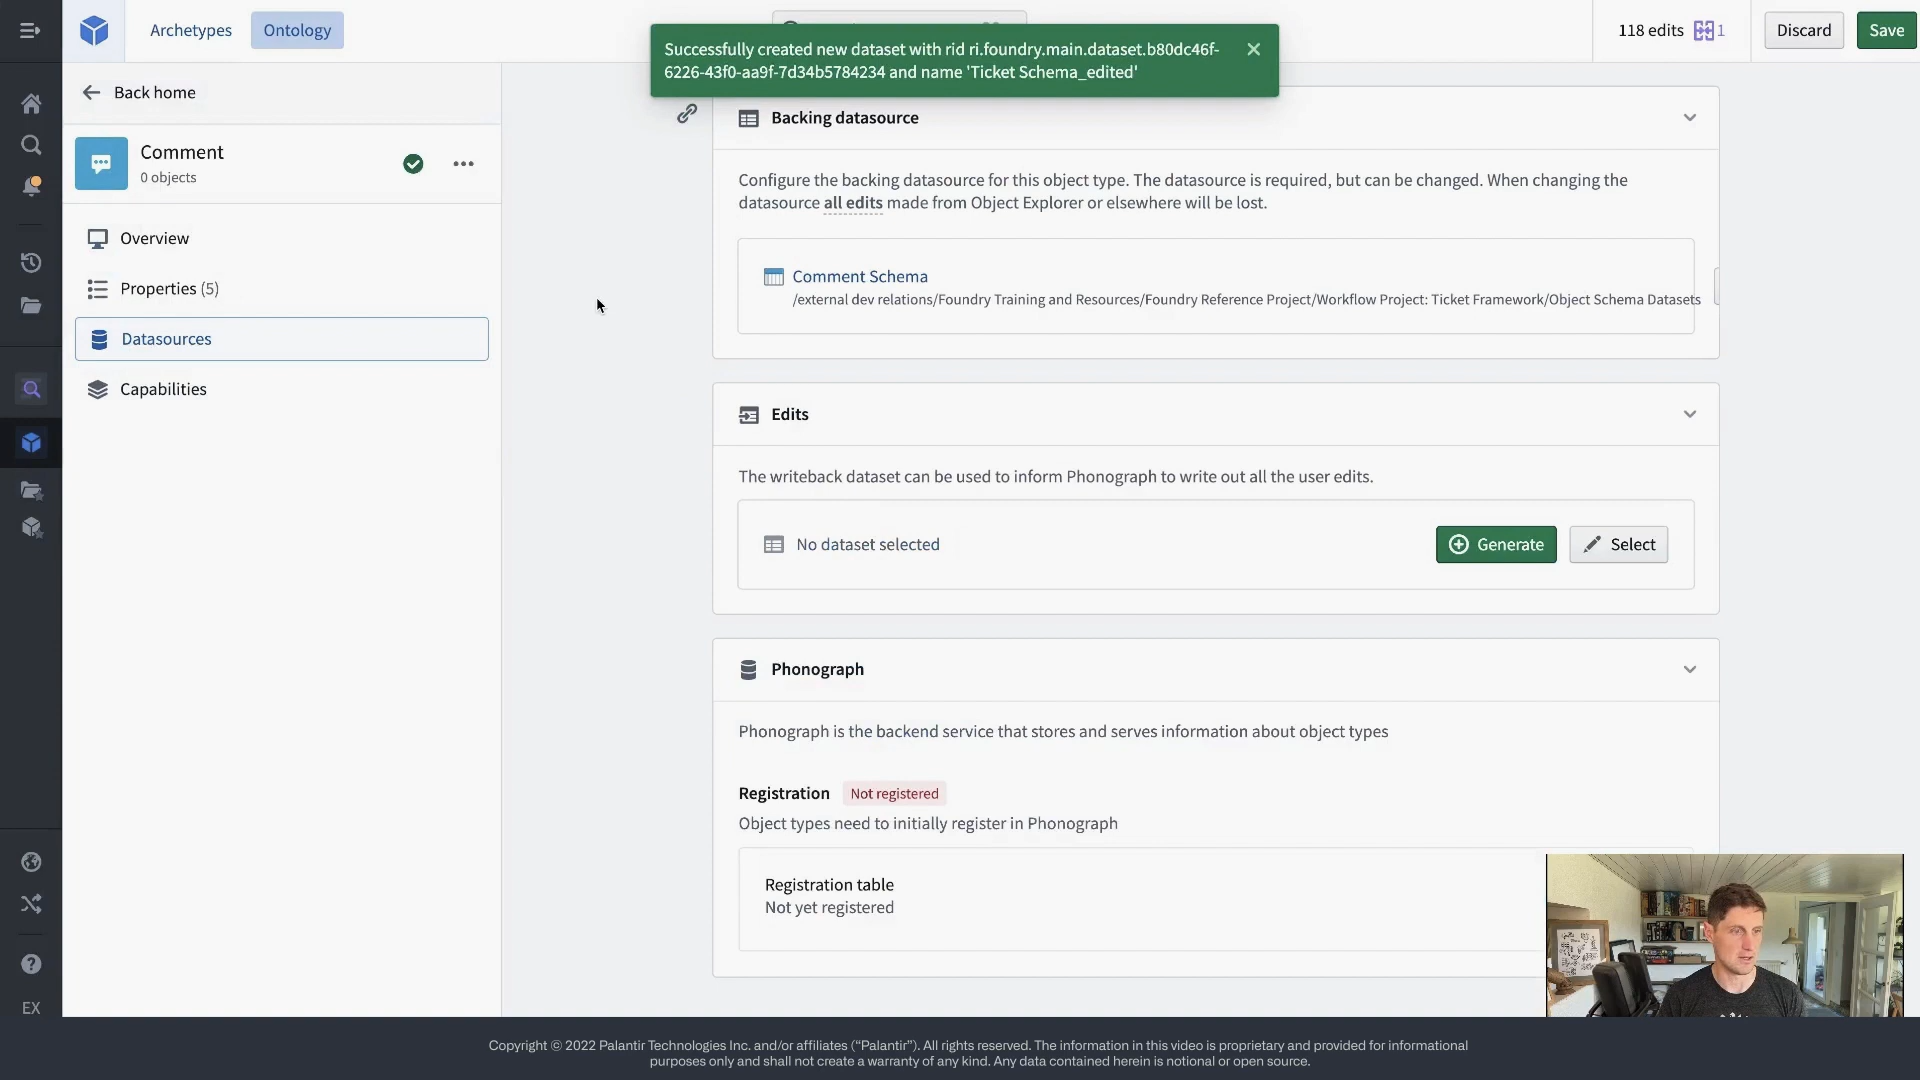 Archetypes
Ontology
118 edits
1
Discard
Save
Successfully created new dataset with rid ri.foundry.main.dataset.b80dc46f-
6226-43f0-aa9f-7d34b5784234 and name 'Ticket Schema_edited'
Back home
Comment
0 objects
Overview
Properties (5)
Datasources
Capabilities
EX
Backing datasource
Configure the backing datasource for this object type. The datasource is required, but can be changed. When changing the
datasource all edits made from Object Explorer or elsewhere will be lost.
Comment Schema
/external dev relations/Foundry Training and Resources/Foundry Reference Project/Workflow Project: Ticket Framework/Object Schema Datasets
Edits
The writeback dataset can be used to inform Phonograph to write out all the user edits.
No dataset selected
Generate
Select
Phonograph
Phonograph is the backend service that stores and serves information about object types
Registration
Not registered
Object types need to initially register in Phonograph
Registration table
Not yet registered
Copyright © 2022 Palantir Technologies Inc. and/or affiliates (“Palantir”). All rights reserved. The information in this video is proprietary and provided for informational
purposes only and shall not create a warranty of any kind. Any data contained herein is notional or open source.